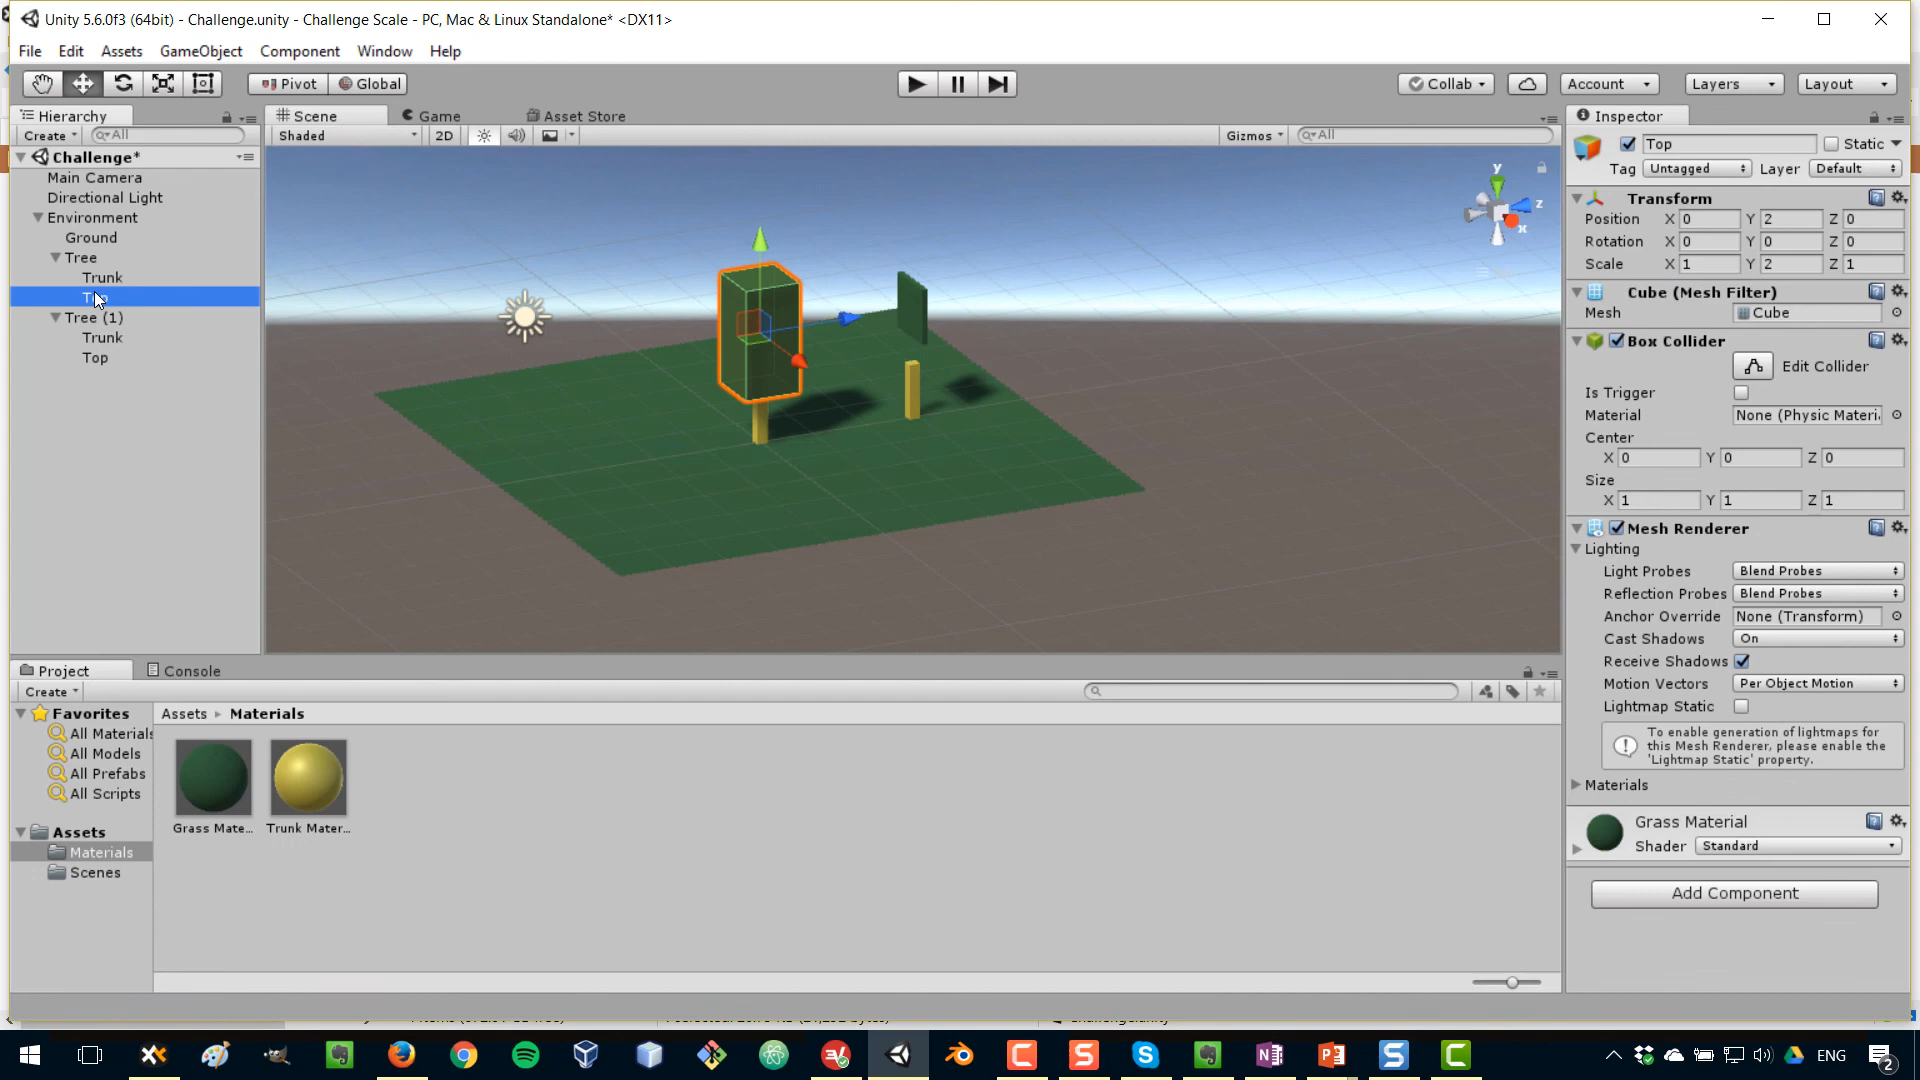 Unity 5.6.0f3 (64bit) - Challenge.unity - Challenge Scale - PC, Mac & Linux Standalone* <DX11>
File Edit Assets GameObject Component Window Help
Pivot Global Collab Account Layers Layout
Hierarchy
Create All
Challenge*
Main Camera
Directional Light
Environment
Ground
Tree
Trunk
Tree (1)
Trunk
Top
Scene Game Asset Store
Shaded 2D Gizmos All
y
z
x
Inspector
Top Static
Tag Untagged Layer Default
Transform
Position X 0 Y 2 Z 0
Rotation X 0 Y 0 Z 0
Scale X 1 Y 2 Z 1
Cube (Mesh Filter)
Mesh Cube
Box Collider
Edit Collider
Is Trigger
Material None (Physic Materi
Center
X 0 Y 0 Z 0
Size
X 1 Y 1 Z 1
Mesh Renderer
Lighting
Light Probes Blend Probes
Reflection Probes Blend Probes
Anchor Override None (Transform)
Cast Shadows On
Receive Shadows
Motion Vectors Per Object Motion
Lightmap Static
To enable generation of lightmaps for
this Mesh Renderer, please enable the
'Lightmap Static' property.
Materials
Grass Material
Shader Standard
Add Component
Project Console
Create
Favorites
All Materials
All Models
All Prefabs
All Scripts
Assets
Materials
Scenes
Assets Materials
Grass Mate... Trunk Mater...
ENG
2